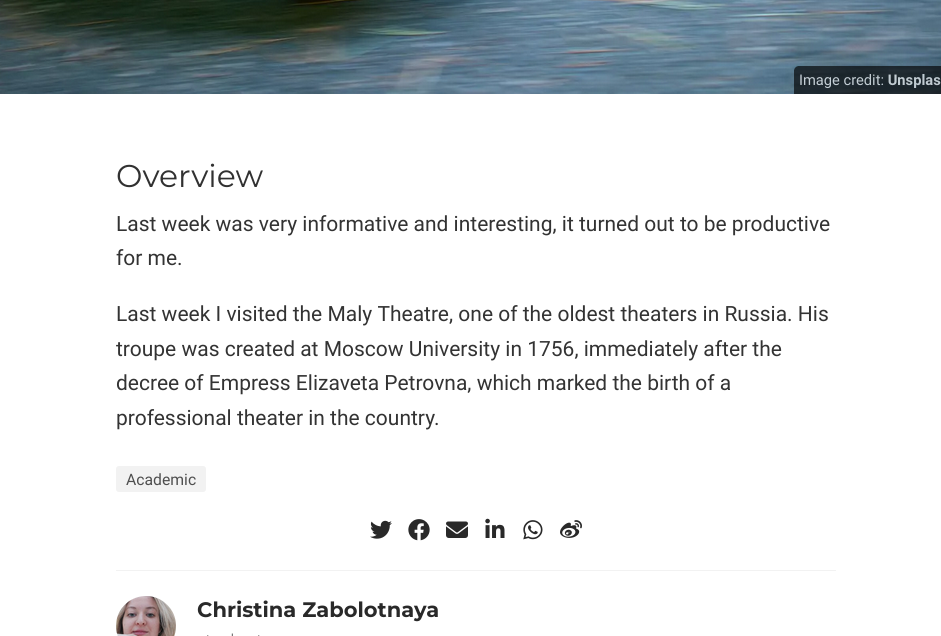 Image credit: Unsplas
Overview
Last week was very informative and interesting, it turned out to be productive
for me.
Last week I visited the Maly Theatre, one of the oldest theaters in Russia. His
troupe was created at Moscow University in 1756, immediately after the
decree of Empress Elizaveta Petrovna, which marked the birth of a
professional theater in the country.
Academic
Christina Zabolotnaya